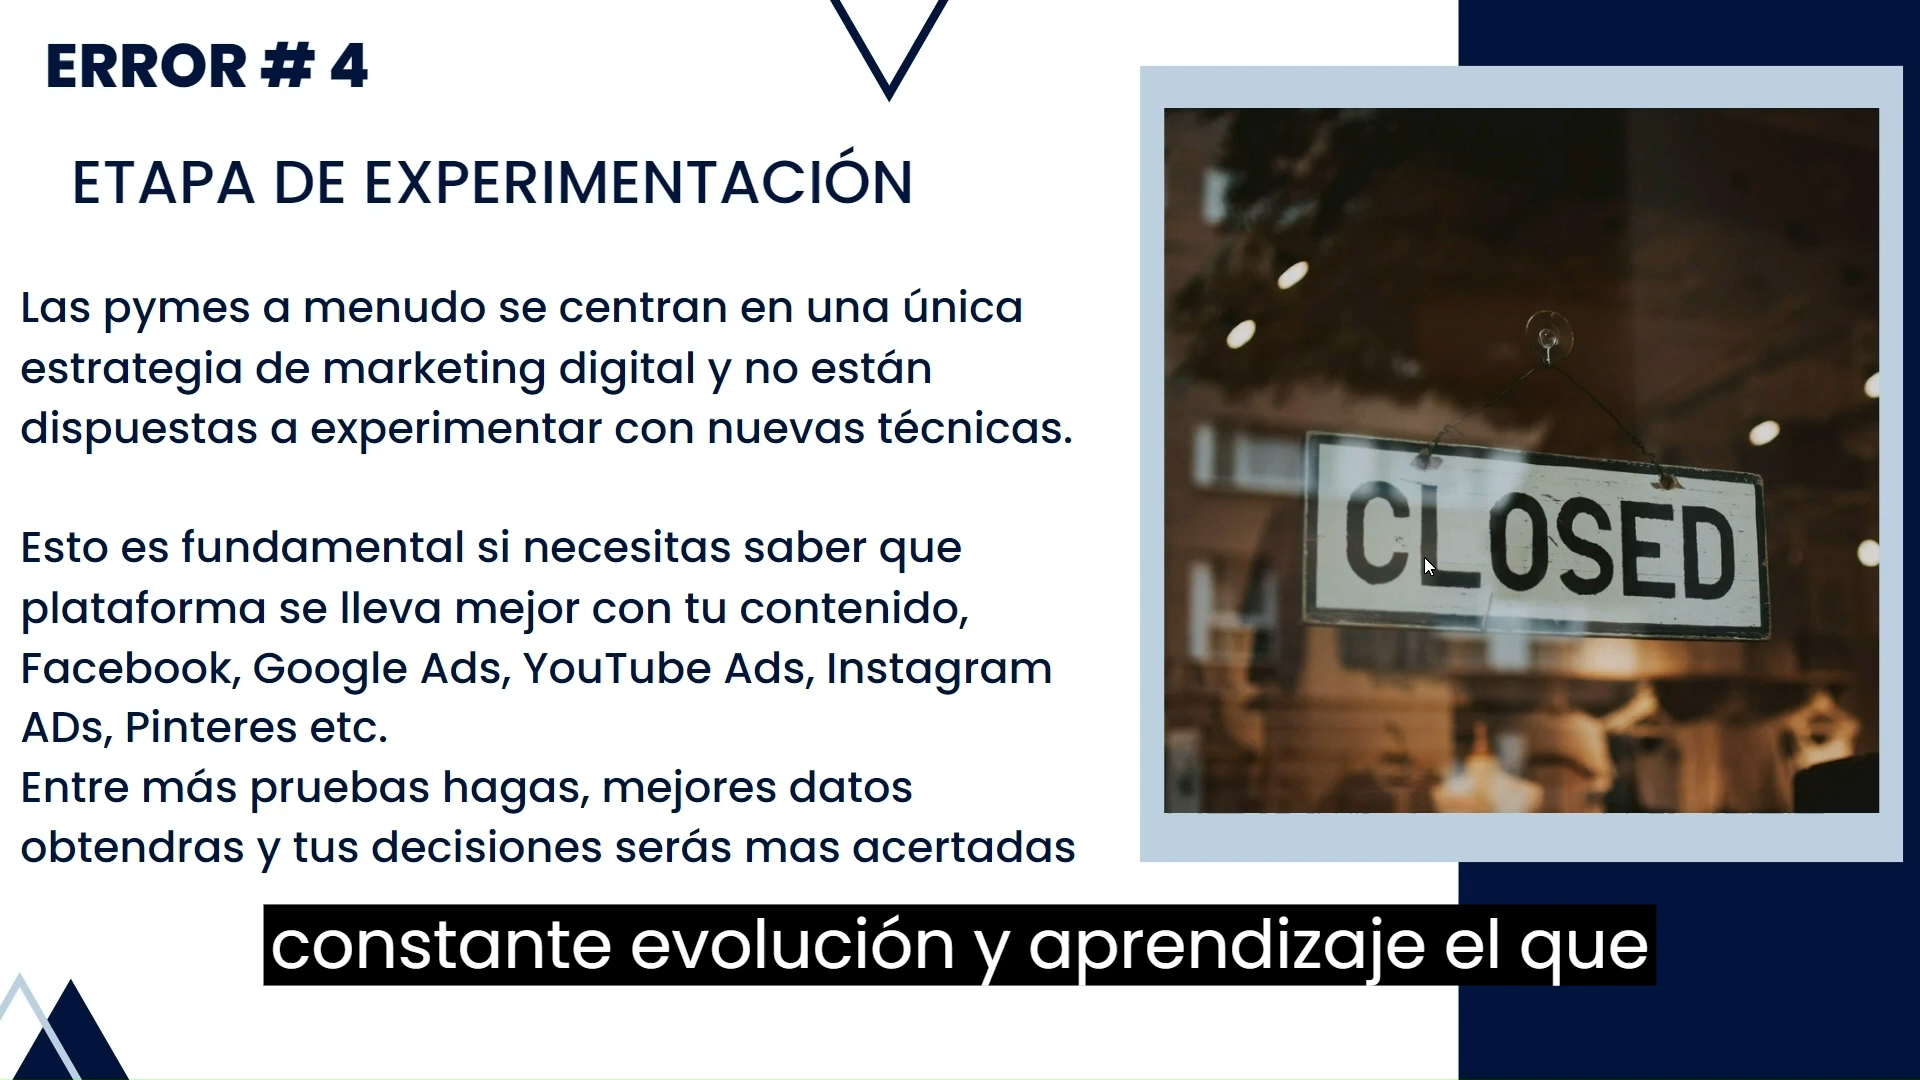 ERROR # 4
ETAPA DE EXPERIMENTACIÓN
Las pymes a menudo se centran en una única
estrategia de marketing digital y no están
dispuestas a experimentar con nuevas técnicas.
Esto es fundamental si necesitas saber que
plataforma se lleva mejor con tu contenido,
Facebook, Google Ads, YouTube Ads, Instagram
ADs, Pinteres etc.
Entre más pruebas hagas, mejores datos
obtendras y tus decisiones serás mas acertadas
CLOSED
constante evolución y aprendizaje el que